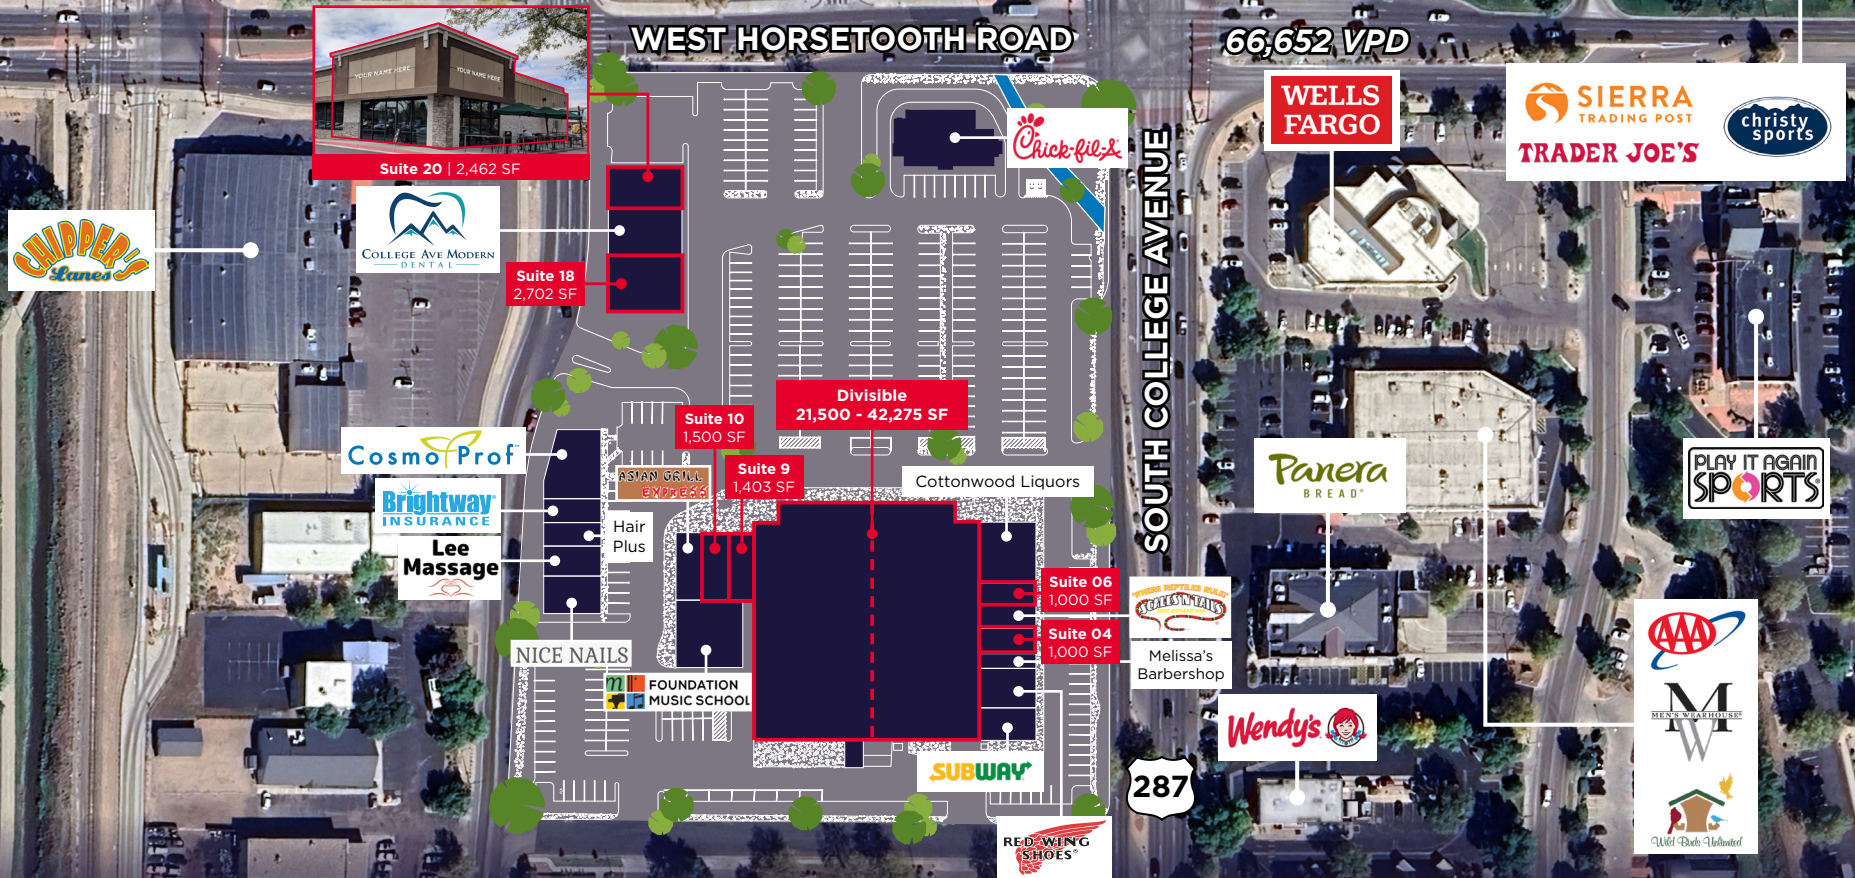 WEST HORSETOOTH ROAD
66,652 VPD
YOUR NAME HERE
YOUR NAME HERE
Suite 20 | 2,462 SF
WELLS
FARGO
SIERRA
TRADING POST
TRADER JOE'S
christy
sports
Chick-fil-A
CHIPPER'S
Lanes
COLLEGE AVE MODERN
DENTAL
Suite 18
2,702 SF
SOUTH COLLEGE AVENUE
Divisible
21,500 - 42,275 SF
Suite 10
1,500 SF
Suite 9
1,403 SF
CosmoProf
ASIAN GRILL
EXPRESS
Cottonwood Liquors
Panera
BREAD®
PLAY IT AGAIN
SPORTS
Brightway
INSURANCE
Hair
Plus
Lee
Massage
Suite 06
1,000 SF
"WHERE REPTILES RULE!"
SCALES 'N TAILS
Suite 04
1,000 SF
Melissa's
Barbershop
NICE NAILS
FOUNDATION
MUSIC SCHOOL
AAA
M
MEN'S WEARHOUSE®
W
Wendy's
SUBWAY
287
Wild Birds Unlimited
RED WING
SHOES®